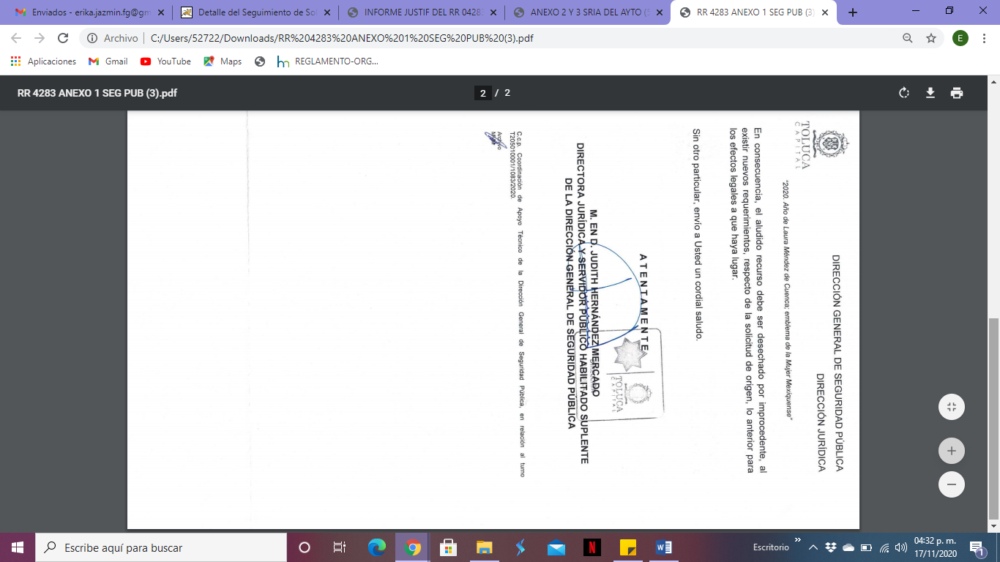 Enviados - erika.jazmin.fg@gm
Detalle del Seguimiento de Sol
INFORME JUSTIF DEL RR 0428
ANEXO 2 Y 3 SRIA DEL AYTO (
RR 4283 ANEXO 1 SEG PUB (3)
Archivo
C:/Users/52722/Downloads/RR%204283%20ANEXO%201%20SEG%20PUB%20(3).pdf
E
Aplicaciones
Gmail
YouTube
Maps
REGLAMENTO-ORG...
RR 4283 ANEXO 1 SEG PUB (3).pdf
2 / 2
TOLUCA
CAPITAL
DIRECCIÓN GENERAL DE SEGURIDAD PÚBLICA
DIRECCIÓN JURÍDICA
"2020. Año de Laura Méndez de Cuenca; emblema de la Mujer Mexiquense"
En consecuencia, el aludido recurso debe ser desechado por improcedente, al
existir nuevos requerimientos, respecto de la solicitud de origen, lo anterior para
los efectos legales a que haya lugar.
Sin otro particular, envío a Usted un cordial saludo.
A T E N T A M E N T E
TOLUCA
CAPITAL
M. EN D. JUDITH HERNÁNDEZ MERCADO
DIRECTORA JURÍDICA Y SERVIDOR PÚBLICO HABILITADO SUPLENTE
DE LA DIRECCIÓN GENERAL DE SEGURIDAD PÚBLICA
C.c.p. Coordinación de Apoyo Técnico de la Dirección General de Seguridad Pública, en relación al turno
T205010001/1083/2020.
Archivo
Escribe aquí para buscar
Escritorio
04:32 p. m.
17/11/2020
1